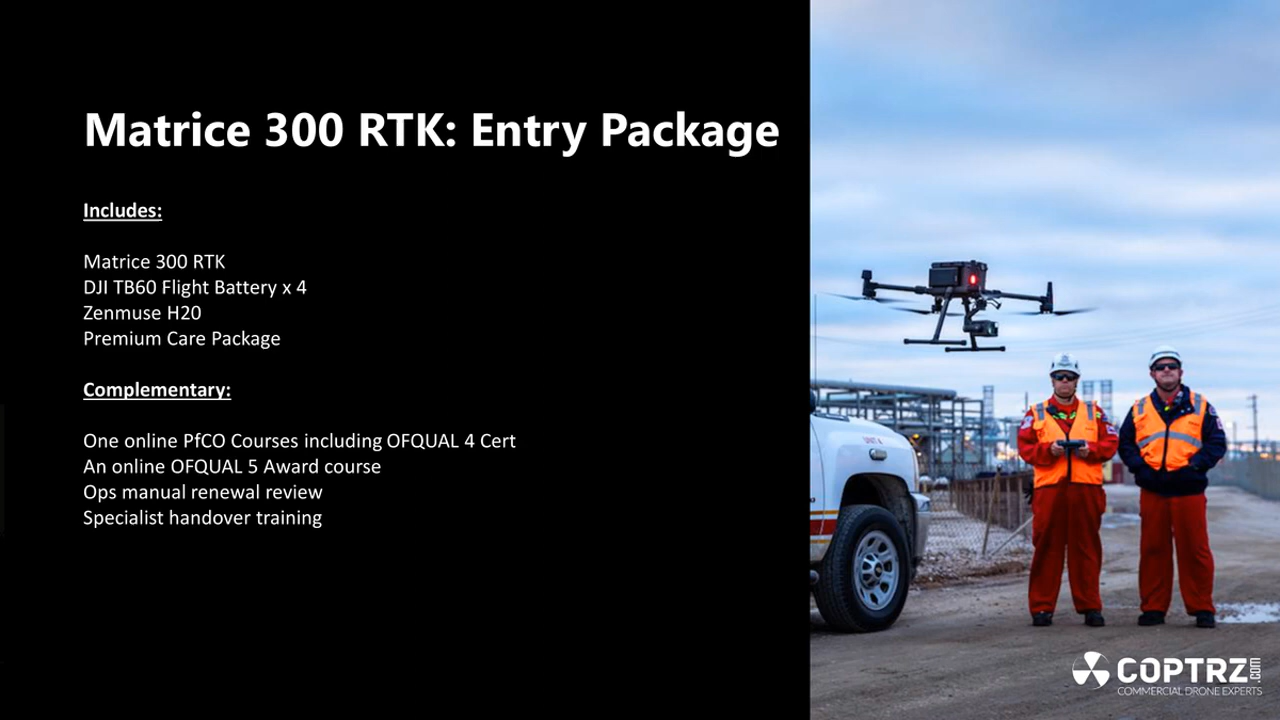 Matrice 300 RTK: Entry Package
Includes:
Matrice 300 RTK
DJI TB60 Flight Battery x 4
Zenmuse H20
Premium Care Package
Complementary:
One online PfCO Courses including OFQUAL 4 Cert
An online OFQUAL 5 Award course
Ops manual renewal review
Specialist handover training
UNIT 4
COPTRZ.com
COMMERCIAL DRONE EXPERTS